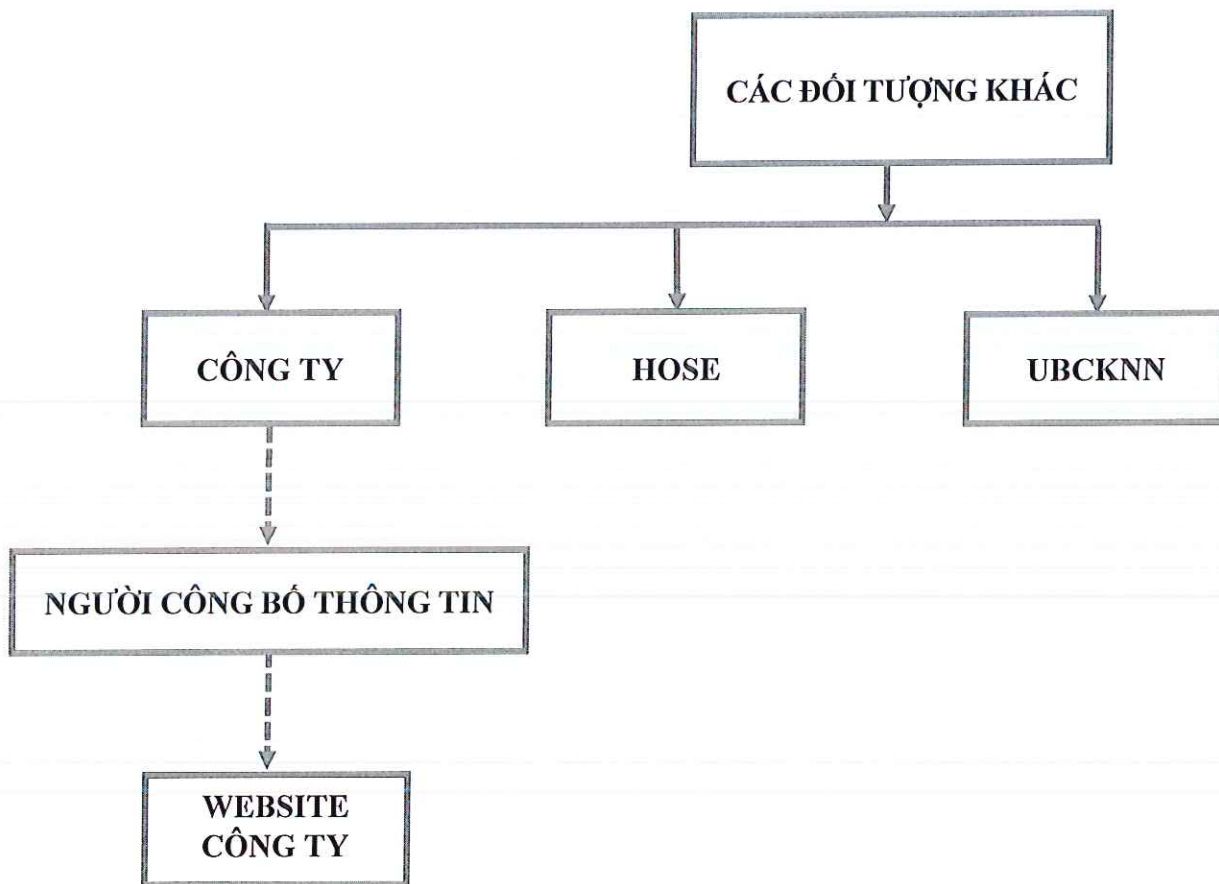 CÁC ĐỐI TƯỢNG KHÁC
CÔNG TY
HOSE
UBCKNN
NGƯỜI CÔNG BỐ THÔNG TIN
WEBSITE
CÔNG TY